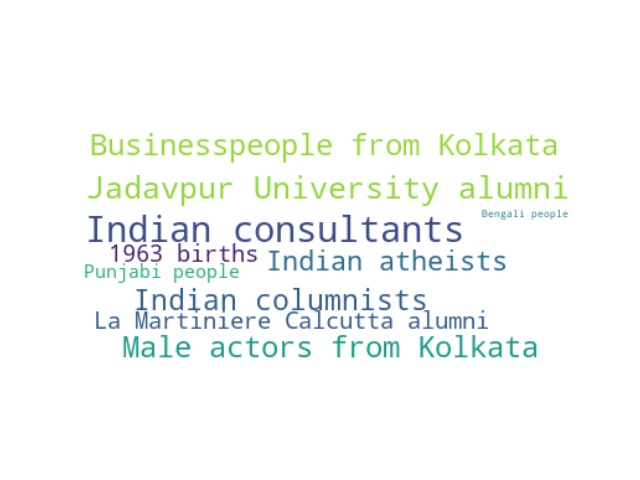 Businesspeople from Kolkata
Jadavpur University alumni
Bengali people
Indian consultants
1963 births
Indian atheists
Punjabi people
Indian columnists
La Martiniere Calcutta alumni
Male actors from Kolkata